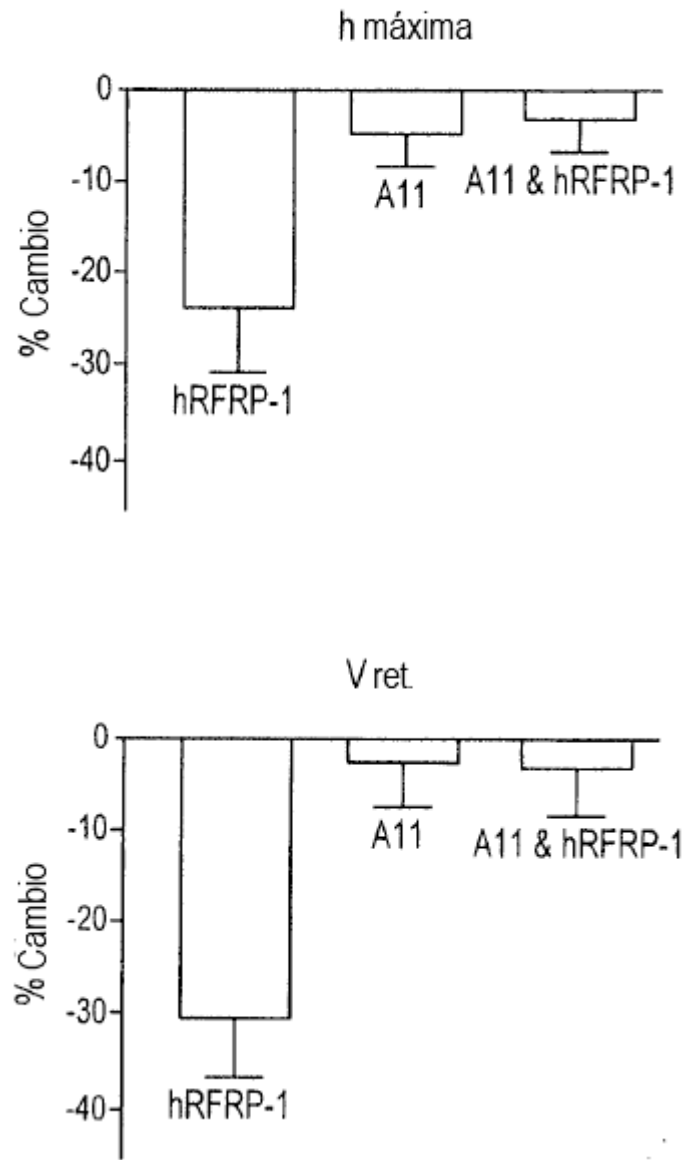 h máxima
0
-10
-20
-30
-40
% Cambio
hRFRP-1
A11
A11 & hRFRP-1
V ret.
0
-10
-20
-30
-40
% Cambio
hRFRP-1
A11
A11 & hRFRP-1